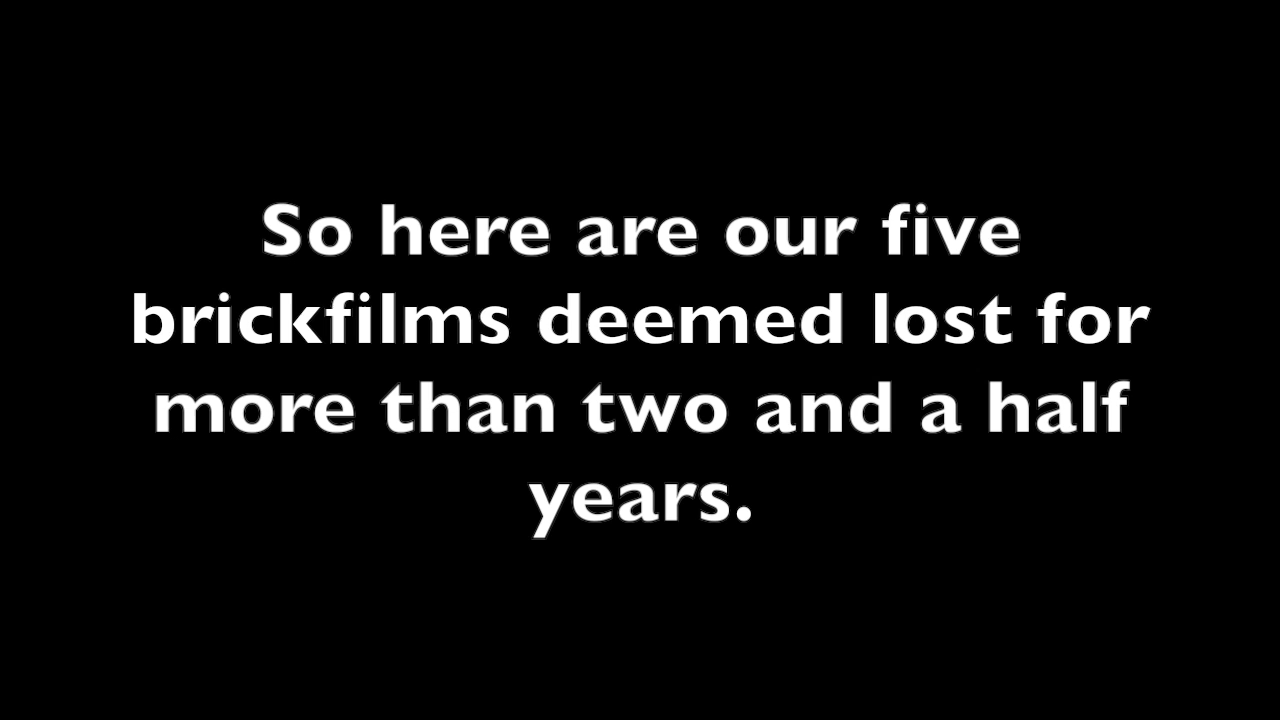 So here are our five
brickfilms deemed lost for
more than two and a half
years.